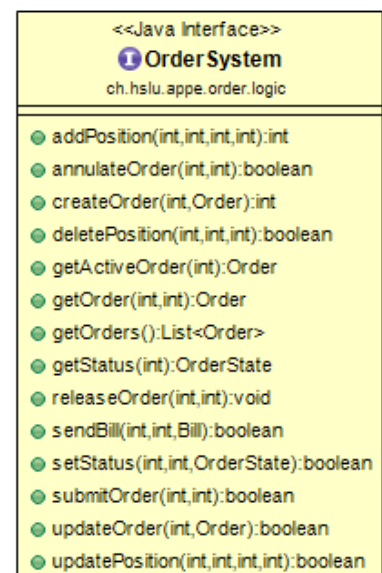 <<Java Interface>>
I OrderSystem
ch.hslu.appe.order.logic
addPosition(int,int,int,int):int
annulateOrder(int,int):boolean
createOrder(int,Order):int
deletePosition(int,int,int):boolean
getActiveOrder(int):Order
getOrder(int,int):Order
getOrders():List<Order>
getStatus(int):OrderState
releaseOrder(int,int):void
sendBill(int,int,Bill):boolean
setStatus(int,int,OrderState):boolean
submitOrder(int,int):boolean
updateOrder(int,Order):boolean
updatePosition(int,int,int,int):boolean